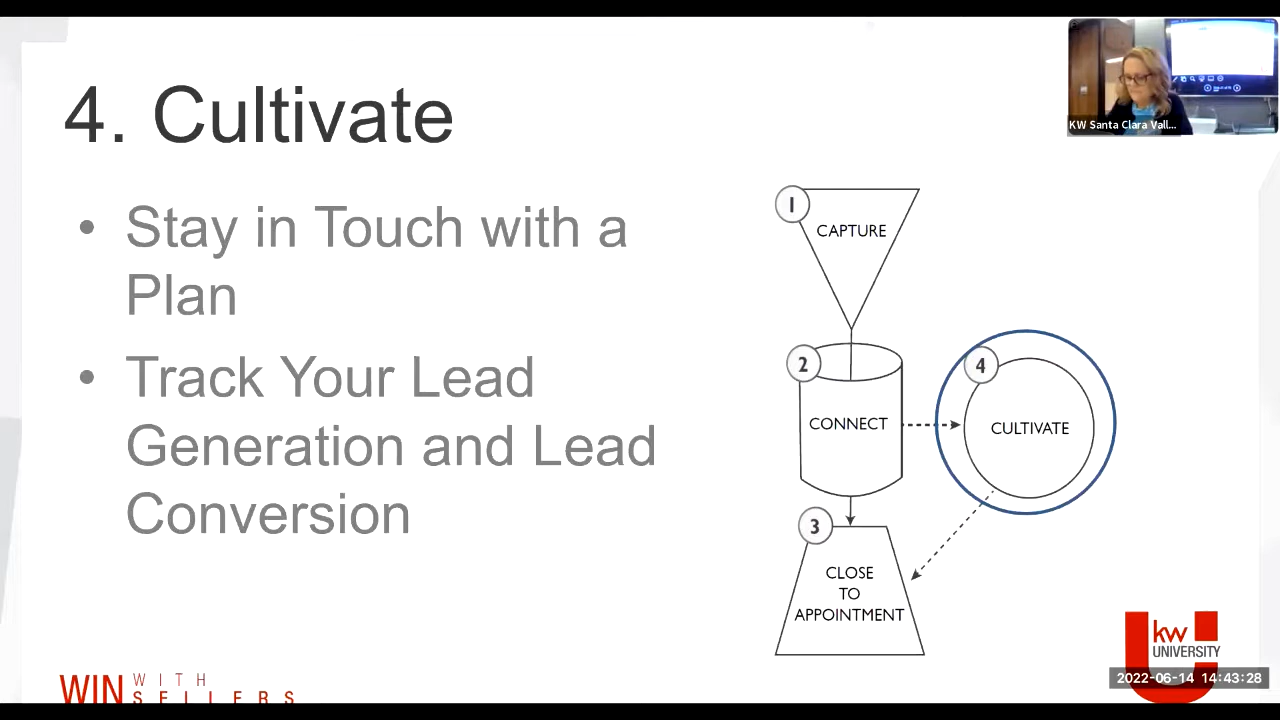 4. Cultivate
• Stay in Touch with a
Plan
• Track Your Lead
Generation and Lead
Conversion
1
CAPTURE
2
CONNECT
4
CULTIVATE
3
CLOSE
TO
APPOINTMENT
KW Santa Clara Vall...
WIN WITH
SELLERS
kw
UNIVERSITY
2022-06-14 14:43:28